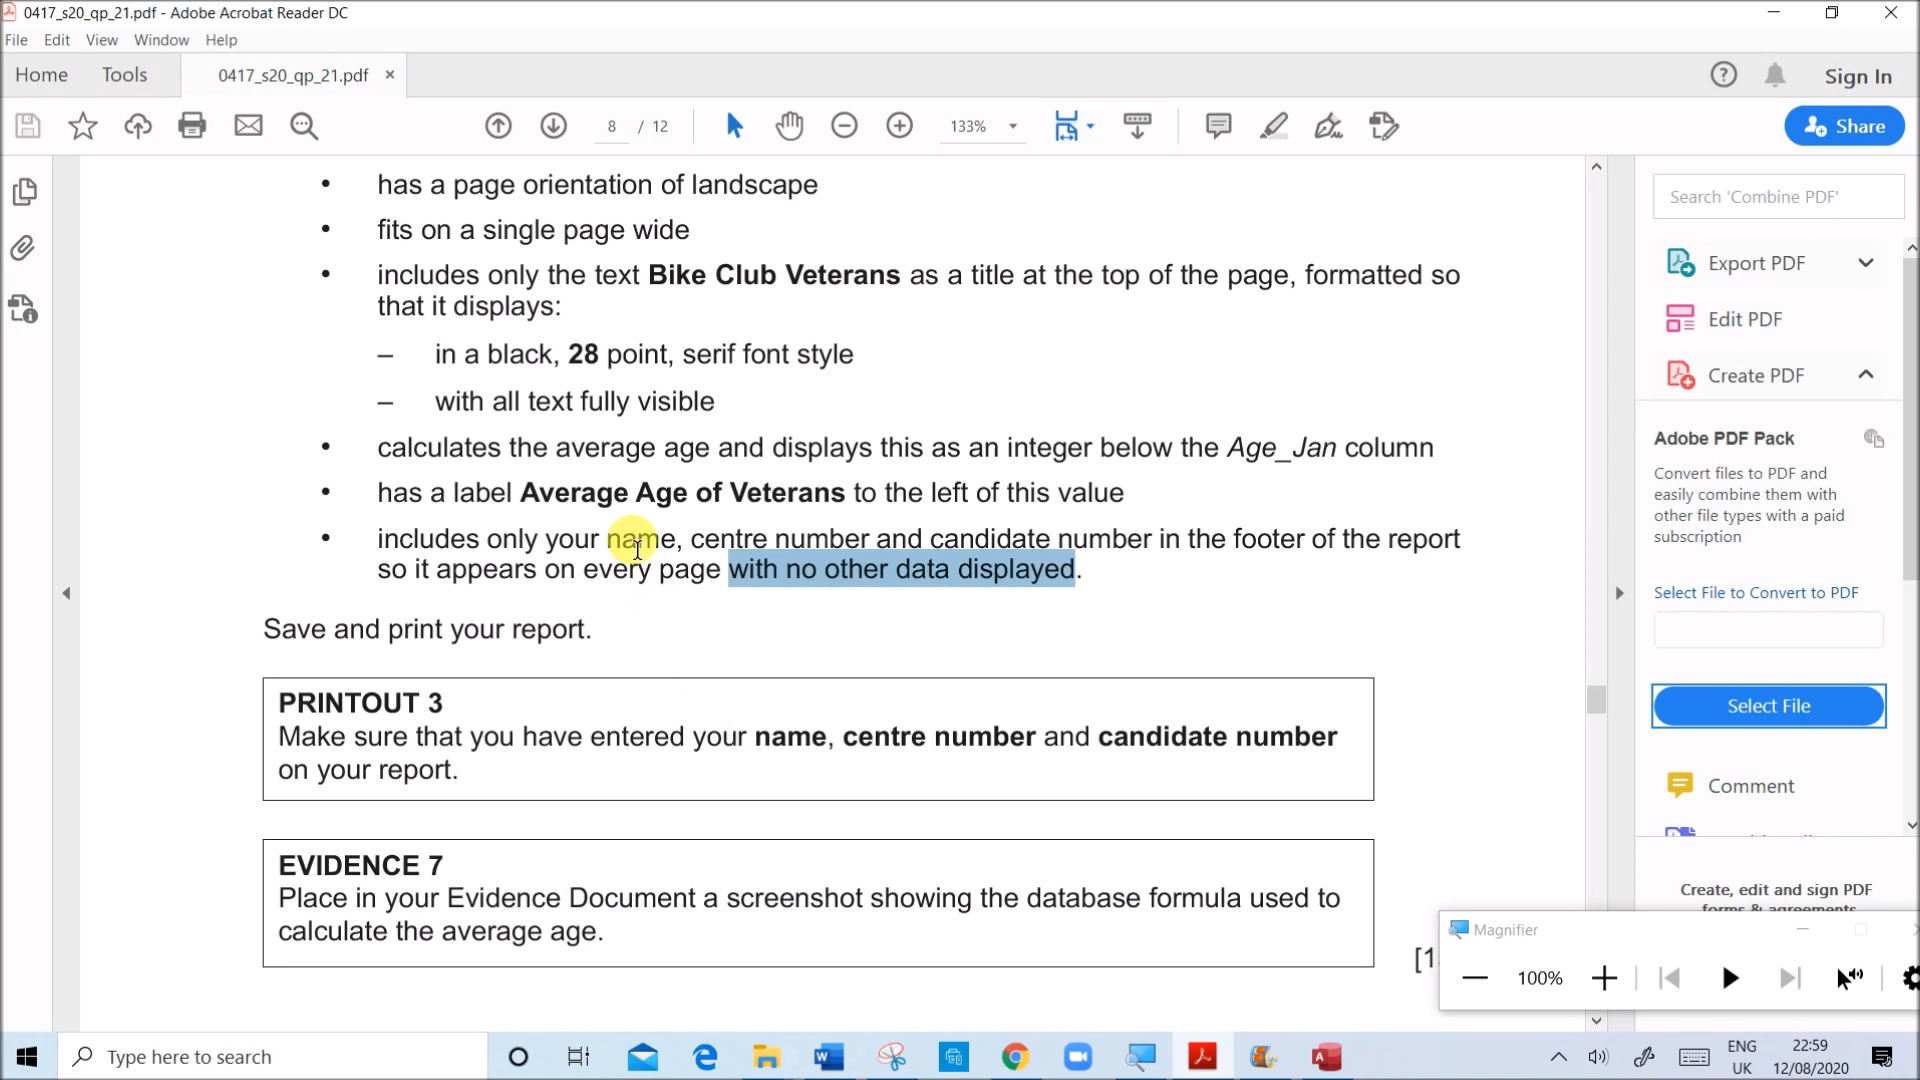 0417_s20_qp_21.pdf - Adobe Acrobat Reader DC
File Edit View Window Help
Home Tools 0417_s20_qp_21.pdf × Sign In
8 / 12 133% Share
• has a page orientation of landscape
• fits on a single page wide
• includes only the text Bike Club Veterans as a title at the top of the page, formatted so
that it displays:
– in a black, 28 point, serif font style
– with all text fully visible
• calculates the average age and displays this as an integer below the Age_Jan column
• has a label Average Age of Veterans to the left of this value
• includes only your name, centre number and candidate number in the footer of the report
so it appears on every page with no other data displayed.
Save and print your report.
PRINTOUT 3
Make sure that you have entered your name, centre number and candidate number
on your report.
EVIDENCE 7
Place in your Evidence Document a screenshot showing the database formula used to
calculate the average age.
[1
Search 'Combine PDF'
Export PDF
Edit PDF
Create PDF
Adobe PDF Pack
Convert files to PDF and
easily combine them with
other file types with a paid
subscription
Select File to Convert to PDF
Select File
Comment
Create, edit and sign PDF
forms & agreements
Magnifier
100%
Type here to search
ENG
UK
22:59
12/08/2020